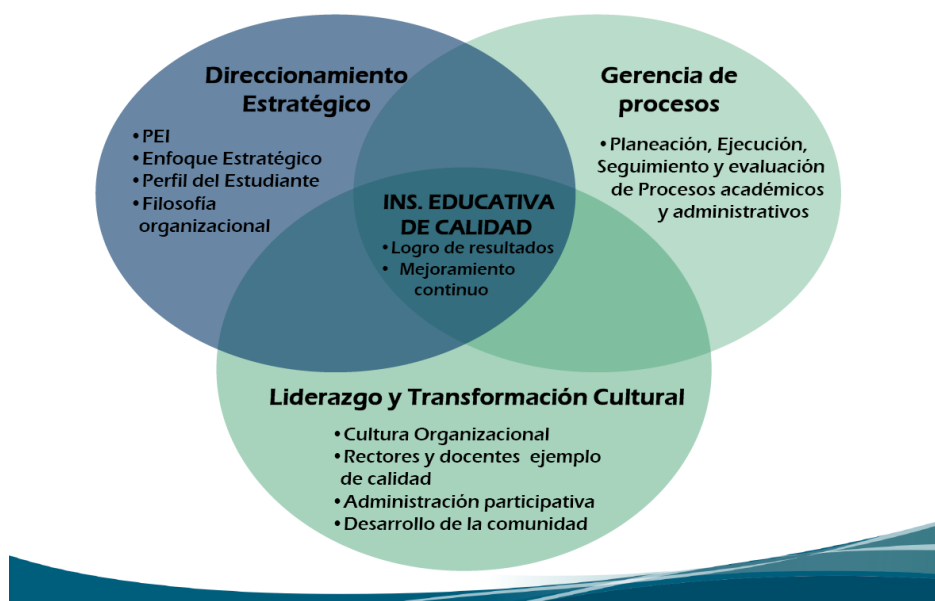 Direccionamiento
Estratégico
•PEI
•Enfoque Estratégico
•Perfil del Estudiante
•Filosofía
organizacional
Gerencia de
procesos
•Planeación, Ejecución,
Seguimiento y evaluación
de Procesos académicos
y administrativos
INS. EDUCATIVA
DE CALIDAD
•Logro de resultados
• Mejoramiento
continuo
Liderazgo y Transformación Cultural
•Cultura Organizacional
•Rectores y docentes ejemplo
de calidad
•Administración participativa
•Desarrollo de la comunidad